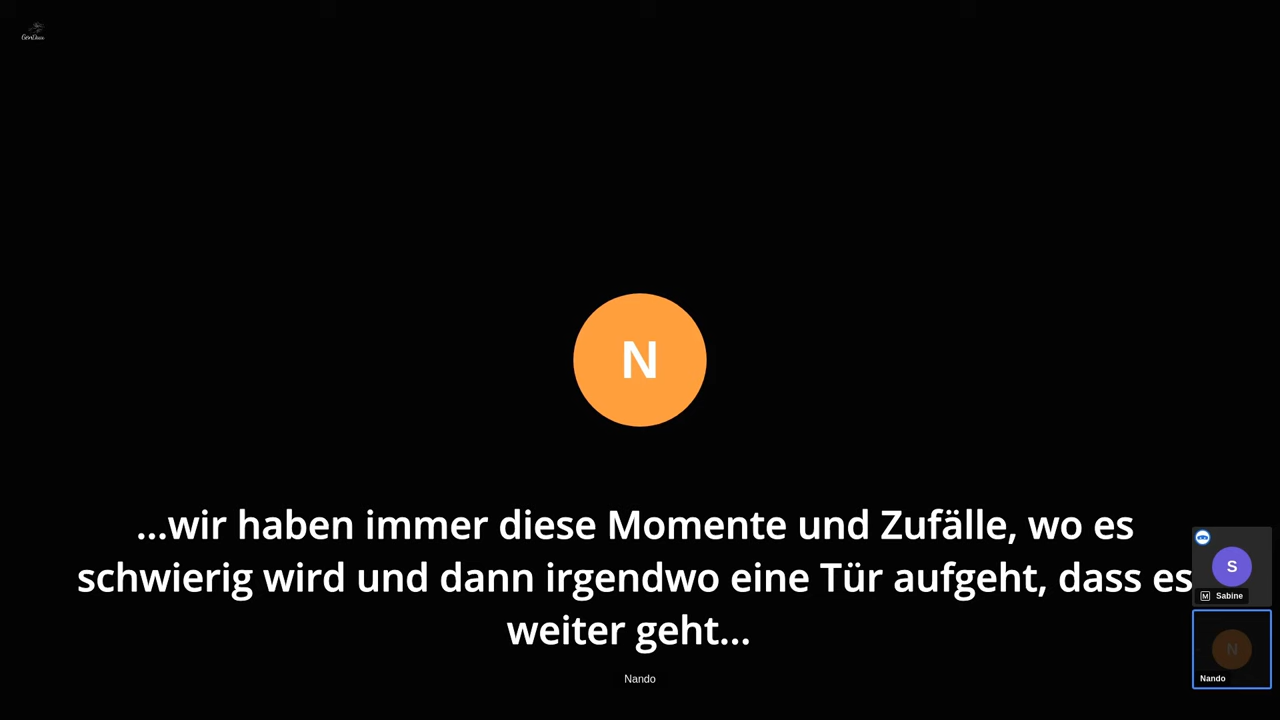 GeniDuux
N
...wir haben immer diese Momente und Zufälle, wo es
schwierig wird und dann irgendwo eine Tür aufgeht, dass es
weiter geht...
Nando
S
M
Sabine
N
Nando